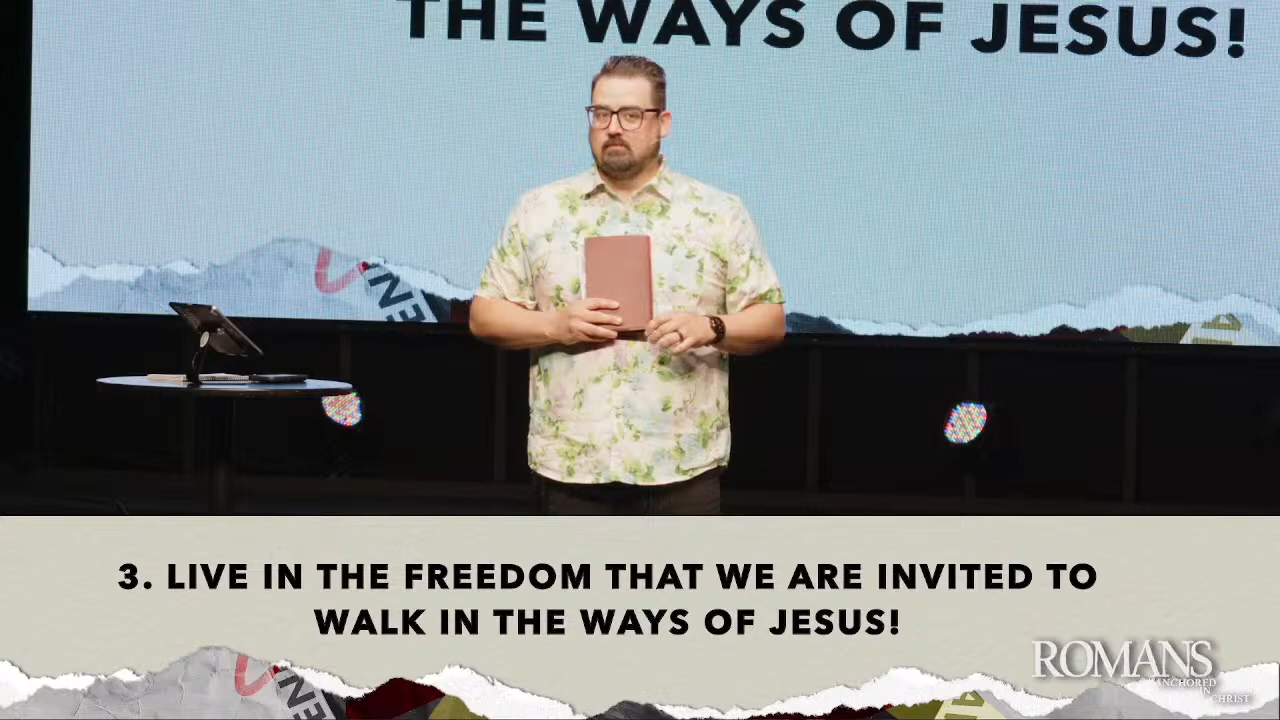 THE WAYS OF JESUS!
3. LIVE IN THE FREEDOM THAT WE ARE INVITED TO
WALK IN THE WAYS OF JESUS!
ROMANS
ANCHORED
IN
CHRIST